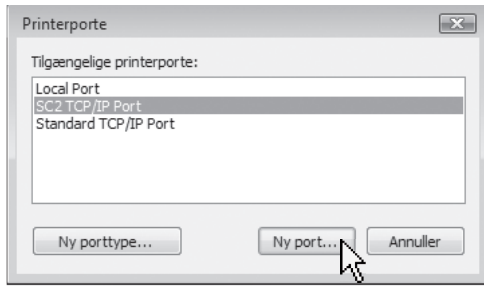 Printerporte
Tilgængelige printerporte:
Local Port
SC2 TCP/IP Port
Standard TCP/IP Port
Ny porttype...
Ny port...
Annuller